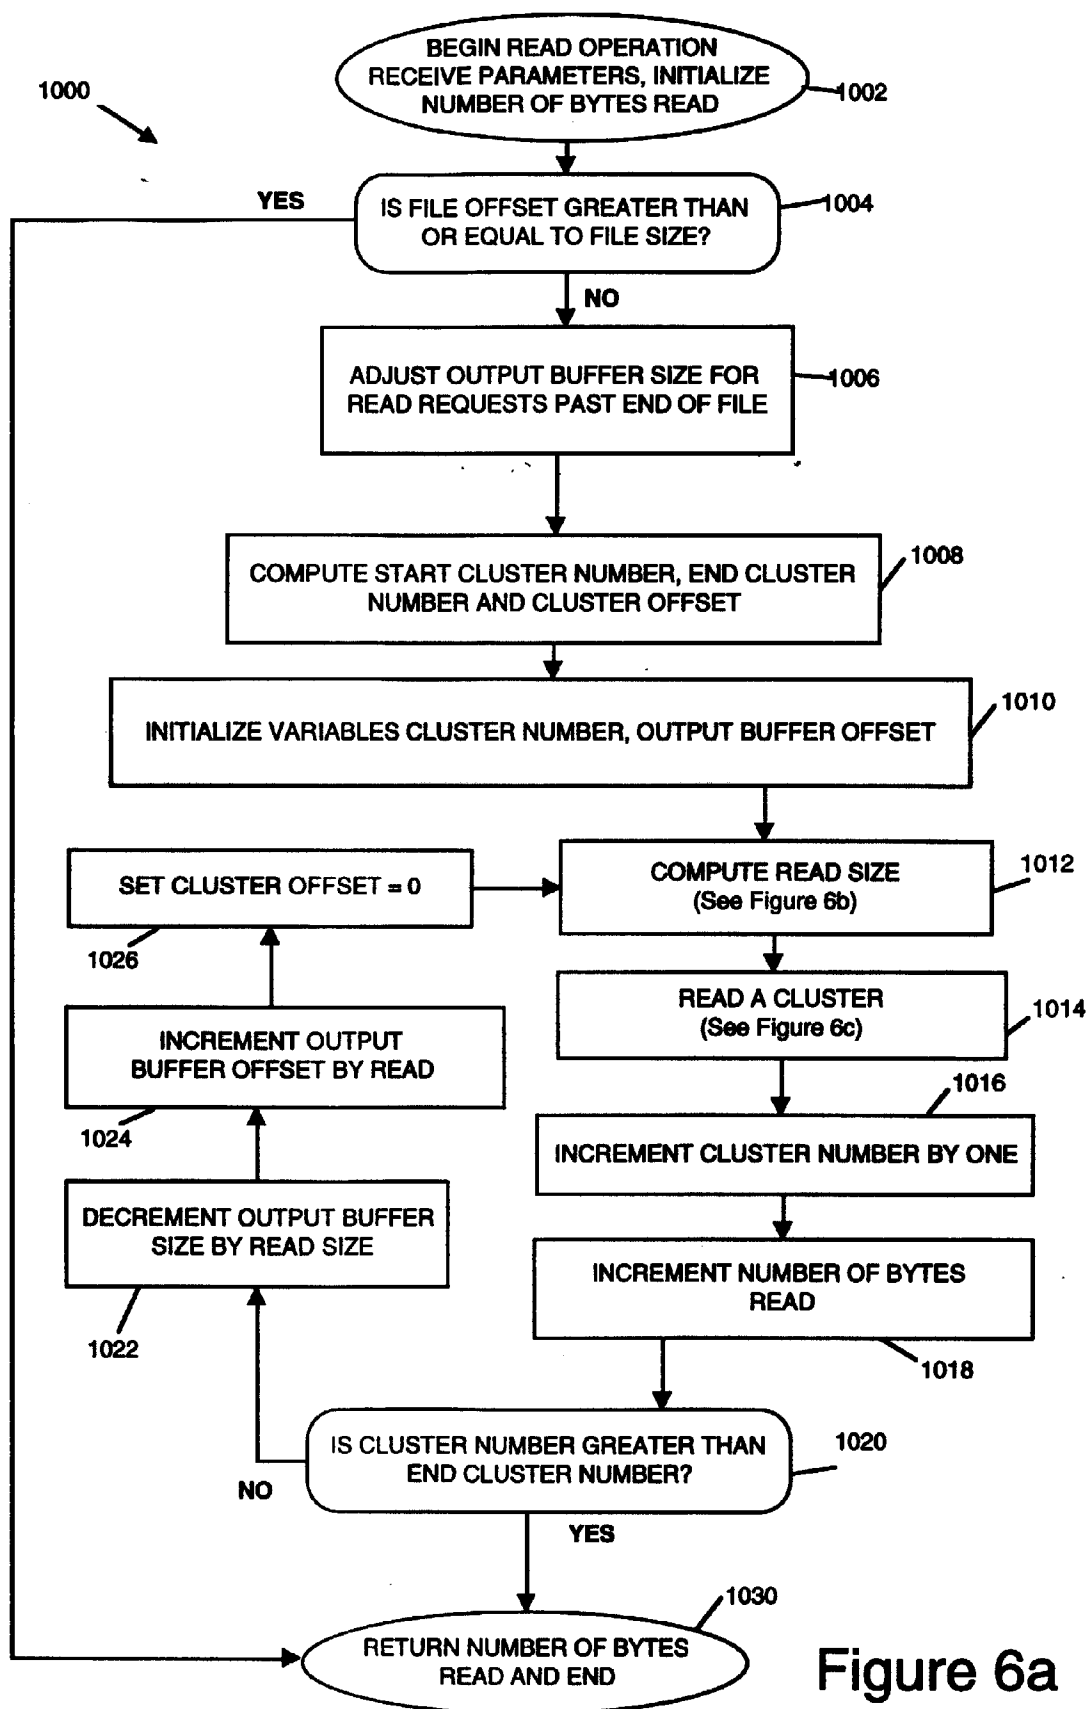 BEGIN READ OPERATION
RECEIVE PARAMETERS, INITIALIZE
NUMBER OF BYTES READ
1002
1000
YES
IS FILE OFFSET GREATER THAN
OR EQUAL TO FILE SIZE?
1004
NO
ADJUST OUTPUT BUFFER SIZE FOR
READ REQUESTS PAST END OF FILE
1006
COMPUTE START CLUSTER NUMBER, END CLUSTER
NUMBER AND CLUSTER OFFSET
1008
INITIALIZE VARIABLES CLUSTER NUMBER, OUTPUT BUFFER OFFSET
1010
COMPUTE READ SIZE
(See Figure 6b)
1012
READ A CLUSTER
(See Figure 6c)
1014
INCREMENT CLUSTER NUMBER BY ONE
1016
INCREMENT NUMBER OF BYTES
READ
1018
IS CLUSTER NUMBER GREATER THAN
END CLUSTER NUMBER?
1020
NO
DECREMENT OUTPUT BUFFER
SIZE BY READ SIZE
1022
INCREMENT OUTPUT
BUFFER OFFSET BY READ
1024
SET CLUSTER OFFSET = 0
1026
YES
RETURN NUMBER OF BYTES
READ AND END
1030
Figure 6a